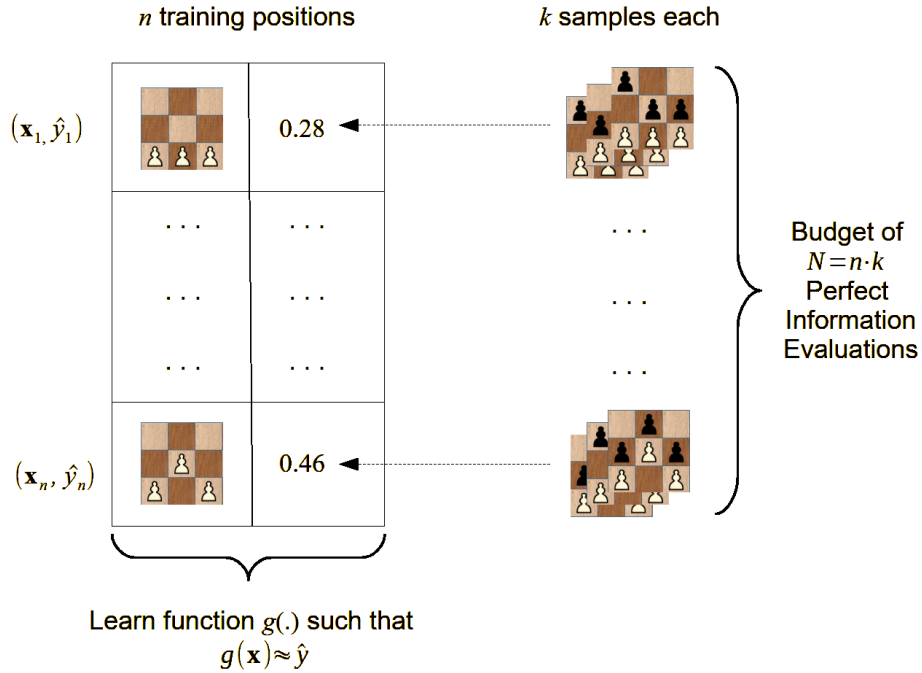 n training positions
k samples each
(x₁, ŷ₁)
0.28
. . .
. . .
. . .
. . .
. . .
. . .
. . .
. . .
. . .
Budget of
N=n·k
Perfect
Information
Evaluations
(xₙ, ŷₙ)
0.46
Learn function g(.) such that
g(x)≈ŷ